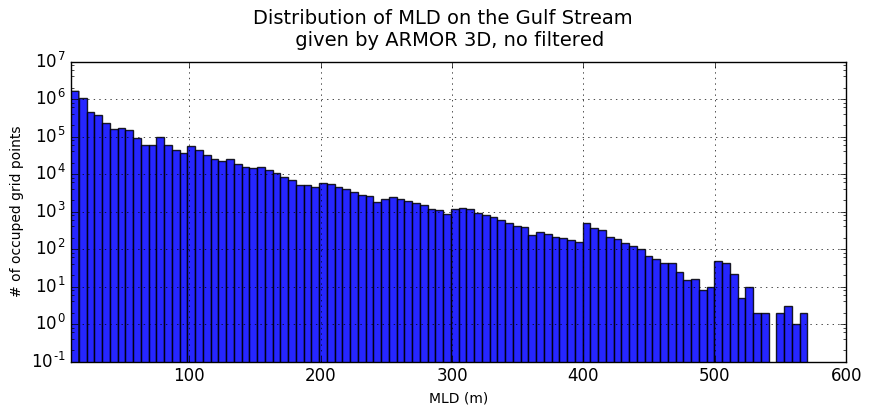 Distribution of MLD on the Gulf Stream
given by ARMOR 3D, no filtered
10^7
10^6
10^5
10^4
10^3
10^2
10^1
10^0
10^-1
# of occuped grid points
100 200 300 400 500 600
MLD (m)